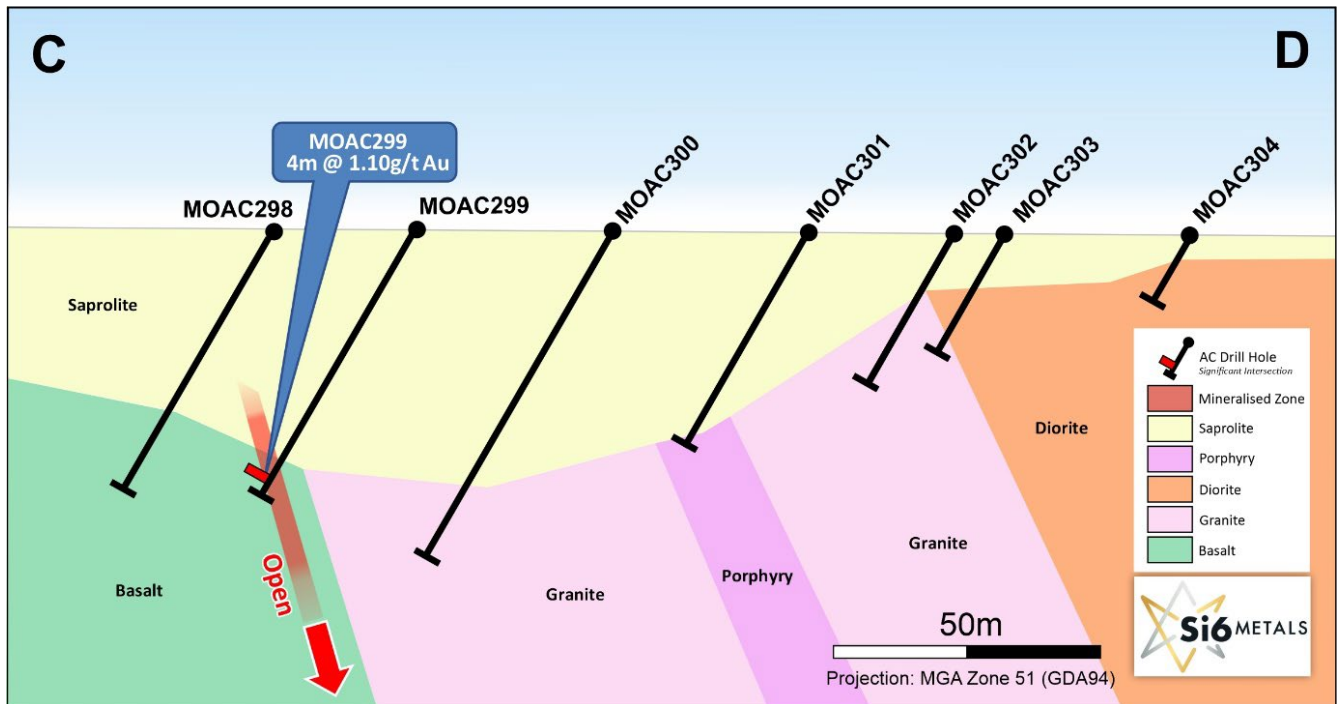 C
D
MOAC299
4m @ 1.10g/t Au
MOAC298
MOAC299
MOAC300
MOAC301
MOAC302
MOAC303
MOAC304
Saprolite
Basalt
Open
Granite
Porphyry
Granite
Diorite
AC Drill Hole
Significant Intersection
Mineralised Zone
Saprolite
Porphyry
Diorite
Granite
Basalt
Si6 METALS
50m
Projection: MGA Zone 51 (GDA94)